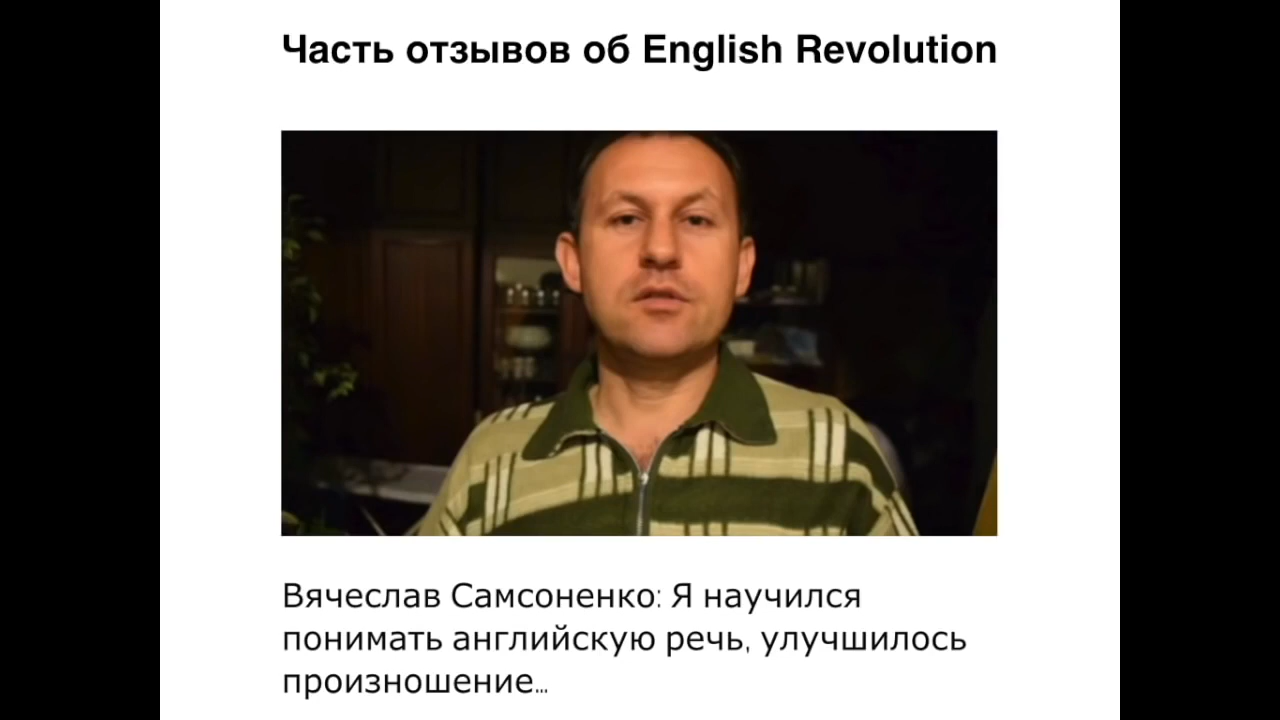 Часть отзывов об English Revolution
Вячеслав Самсоненко: Я научился
понимать английскую речь, улучшилось
произношение...